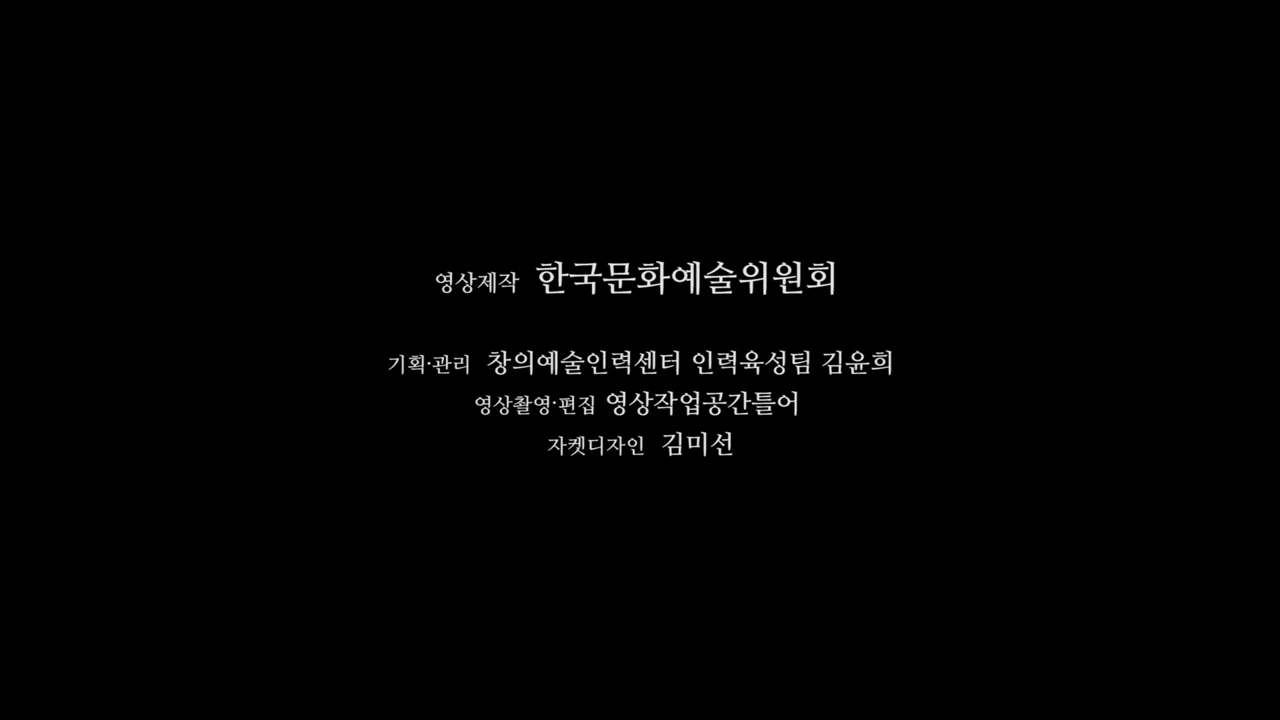 영상제작 한국문화예술위원회
기획·관리 창의예술인력센터 인력육성팀 김윤희
영상촬영·편집 영상작업공간틀어
자켓디자인 김미선